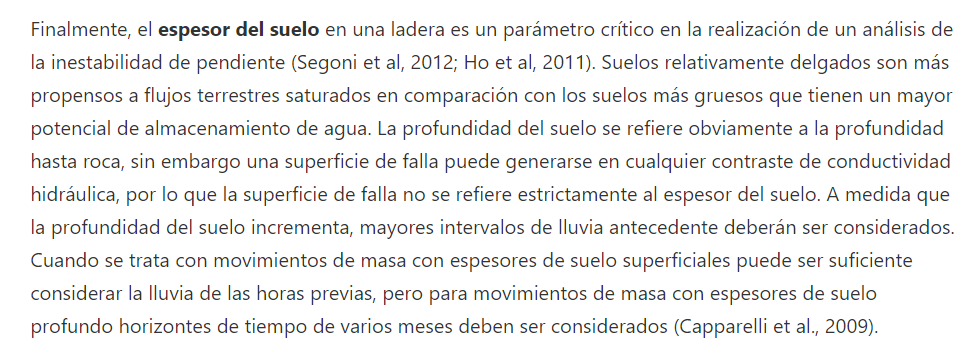 Finalmente, el espesor del suelo en una ladera es un parámetro crítico en la realización de un análisis de
la inestabilidad de pendiente (Segoni et al, 2012; Ho et al, 2011). Suelos relativamente delgados son más
propensos a flujos terrestres saturados en comparación con los suelos más gruesos que tienen un mayor
potencial de almacenamiento de agua. La profundidad del suelo se refiere obviamente a la profundidad
hasta roca, sin embargo una superficie de falla puede generarse en cualquier contraste de conductividad
hidráulica, por lo que la superficie de falla no se refiere estrictamente al espesor del suelo. A medida que
la profundidad del suelo incrementa, mayores intervalos de lluvia antecedente deberán ser considerados.
Cuando se trata con movimientos de masa con espesores de suelo superficiales puede ser suficiente
considerar la lluvia de las horas previas, pero para movimientos de masa con espesores de suelo
profundo horizontes de tiempo de varios meses deben ser considerados (Capparelli et al., 2009).